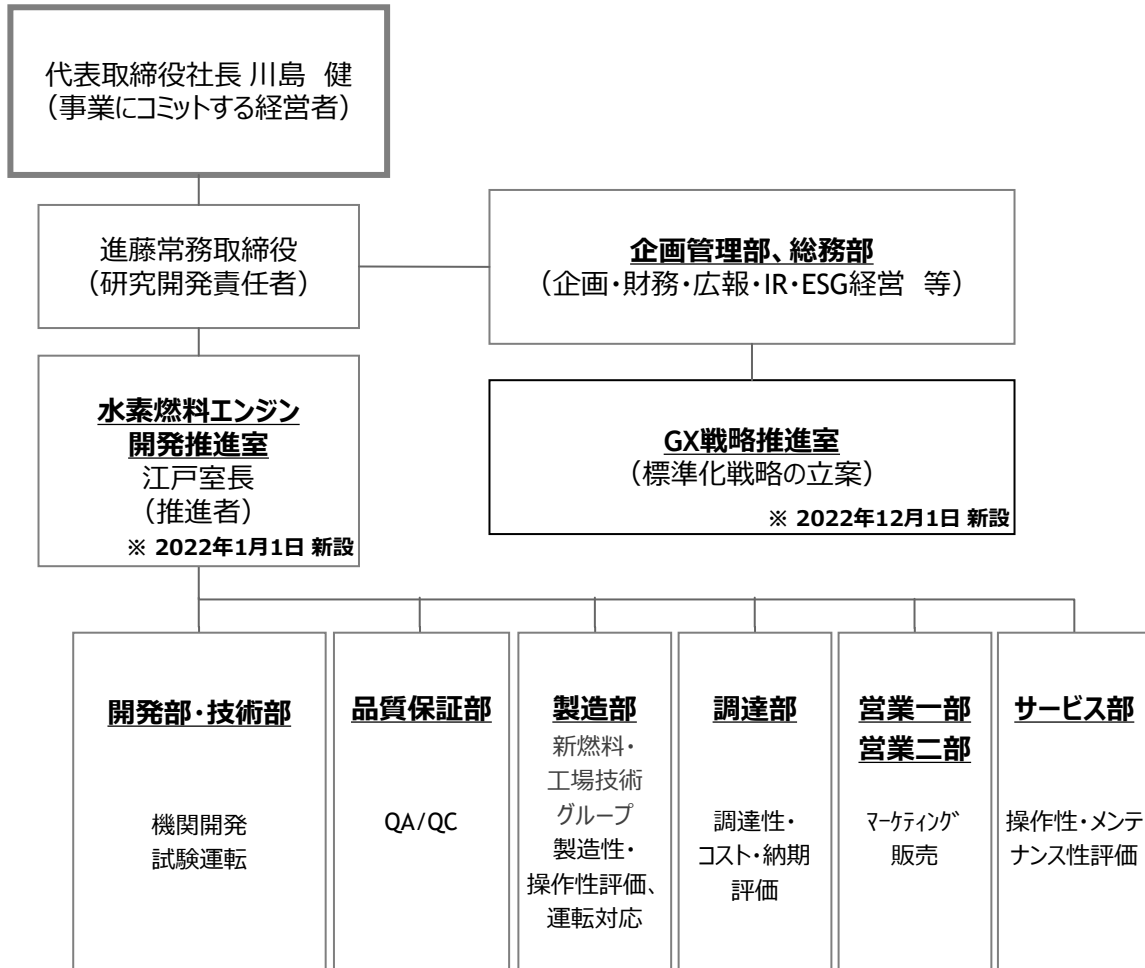 代表取締役社長 川島 健
（事業にコミットする経営者）
進藤常務取締役
（研究開発責任者）
企画管理部、総務部
（企画・財務・広報・IR・ESG経営 等）
水素燃料エンジン
開発推進室
江戸室長
（推進者）
※ 2022年1月1日 新設
GX戦略推進室
（標準化戦略の立案）
※ 2022年12月1日 新設
開発部・技術部
機関開発
試験運転
品質保証部
QA/QC
製造部
新燃料・
工場技術
グループ
製造性・
操作性評価、
運転対応
調達部
調達性・
コスト・納期
評価
営業一部
営業二部
ﾏｰｹﾃｨﾝｸﾞ
販売
サービス部
操作性・メンテ
ナンス性評価